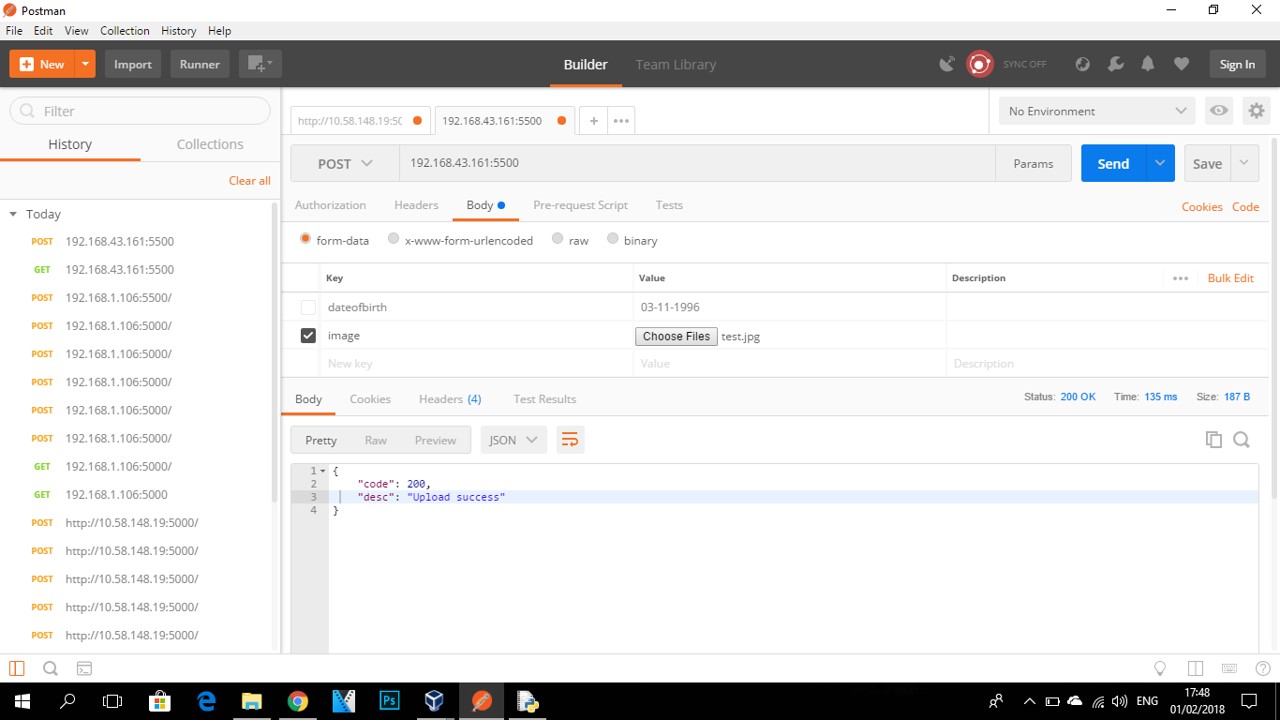 Postman
File Edit View Collection History Help
New Import Runner Builder Team Library SYNC OFF Sign In
Filter
History Collections
Clear all
Today
POST 192.168.43.161:5500
GET 192.168.43.161:5500
POST 192.168.1.106:5500/
POST 192.168.1.106:5000/
POST 192.168.1.106:5000/
POST 192.168.1.106:5000/
POST 192.168.1.106:5000/
POST 192.168.1.106:5000/
GET 192.168.1.106:5000/
GET 192.168.1.106:5000
POST http://10.58.148.19:5000/
POST http://10.58.148.19:5000/
POST http://10.58.148.19:5000/
POST http://10.58.148.19:5000/
POST http://10.58.148.19:5000/
http://10.58.148.19:50 192.168.43.161:5500 + ••• No Environment
POST 192.168.43.161:5500 Params Send Save
Authorization Headers Body Pre-request Script Tests Cookies Code
form-data x-www-form-urlencoded raw binary
Key Value Description ••• Bulk Edit
dateofbirth 03-11-1996
image Choose Files test.jpg
New key Value Description
Body Cookies Headers (4) Test Results Status: 200 OK Time: 135 ms Size: 187 B
Pretty Raw Preview JSON
1 {
2 "code": 200,
3 "desc": "Upload success"
4 }
Ps ENG 17:48
01/02/2018